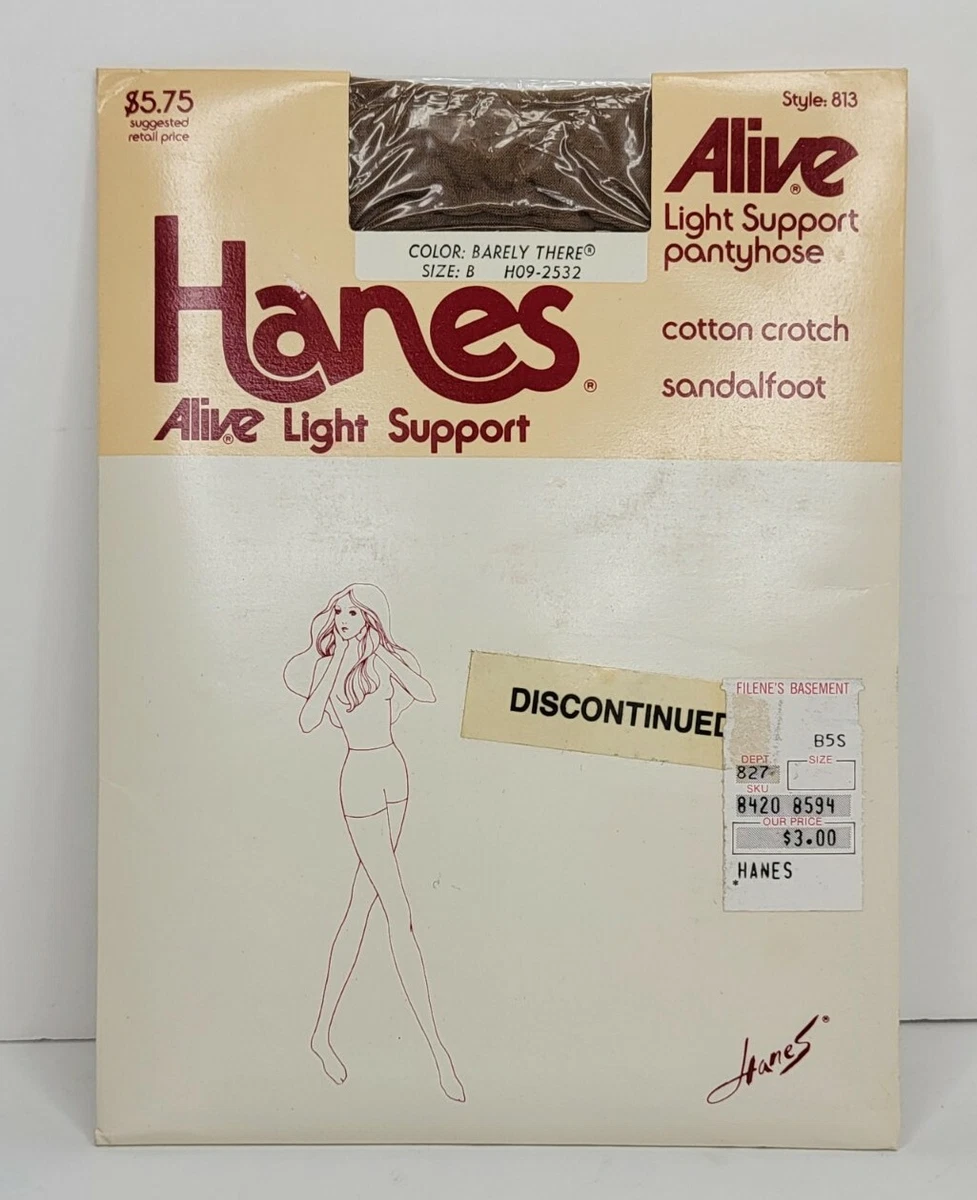 $5.75
suggested
retail price
Style: 813
Alive®
Light Support
pantyhose
COLOR: BARELY THERE®
SIZE: B H09-2532
Hanes®
Alive® Light Support
cotton crotch
sandalfoot
DISCONTINUED
FILENE'S BASEMENT
B5S
DEPT. SIZE
827
SKU
8420 8594
OUR PRICE
$3.00
HANES
*
Hanes®